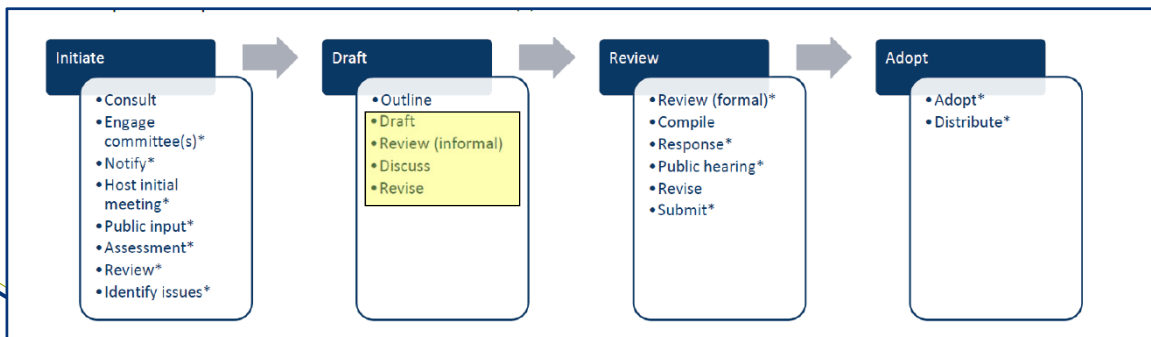 Initiate
• Consult
• Engage
committee(s)*
• Notify*
• Host initial
meeting*
• Public input*
• Assessment*
• Review*
• Identify issues*
Draft
• Outline
• Draft
• Review (informal)
• Discuss
• Revise
Review
• Review (formal)*
• Compile
• Response*
• Public hearing*
• Revise
• Submit*
Adopt
• Adopt*
• Distribute*